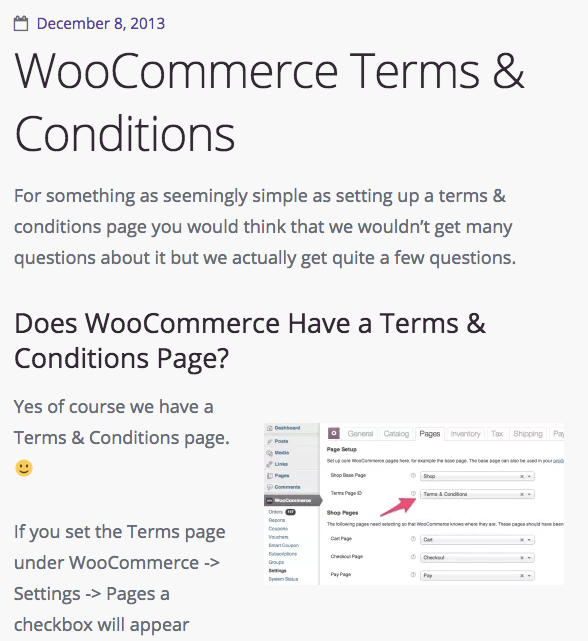 December 8, 2013
WooCommerce Terms &
Conditions
For something as seemingly simple as setting up a terms &
conditions page you would think that we wouldn’t get many
questions about it but we actually get quite a few questions.
Does WooCommerce Have a Terms &
Conditions Page?
Yes of course we have a
Terms & Conditions page.
If you set the Terms page
under WooCommerce ->
Settings -> Pages a
checkbox will appear
Dashboard
Posts
Media
Links
Pages
Comments
WooCommerce
Orders
Reports
Coupons
Vouchers
Smart Coupon
Subscriptions
Groups
Settings
System Status
General Catalog Pages Inventory Tax Shipping Pay
Page Setup
Set up core WooCommerce pages here, for example the base page. The base page can also be used in your
Shop Base Page Shop
Terms Page ID Terms & Conditions
Shop Pages
The following pages need selecting so that WooCommerce knows where they are. These pages should have been
Cart Page Cart
Checkout Page Checkout
Pay Page Pay